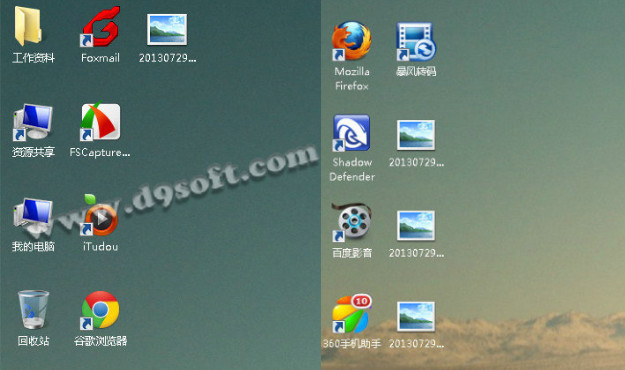 工作资料
Foxmail
20130729...
资源共享
FSCapture...
我的电脑
iTudou
回收站
谷歌浏览器
www.d9soft.com
Mozilla
Firefox
暴风转码
Shadow
Defender
20130729...
百度影音
20130729...
10
360手机助手
20130729...